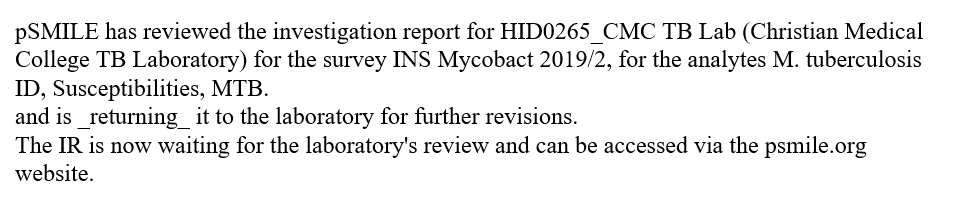 pSMILE has reviewed the investigation report for HID0265_CMC TB Lab (Christian Medical
College TB Laboratory) for the survey INS Mycobact 2019/2, for the analytes M. tuberculosis
ID, Susceptibilities, MTB.
and is _returning_ it to the laboratory for further revisions.
The IR is now waiting for the laboratory's review and can be accessed via the psmile.org
website.